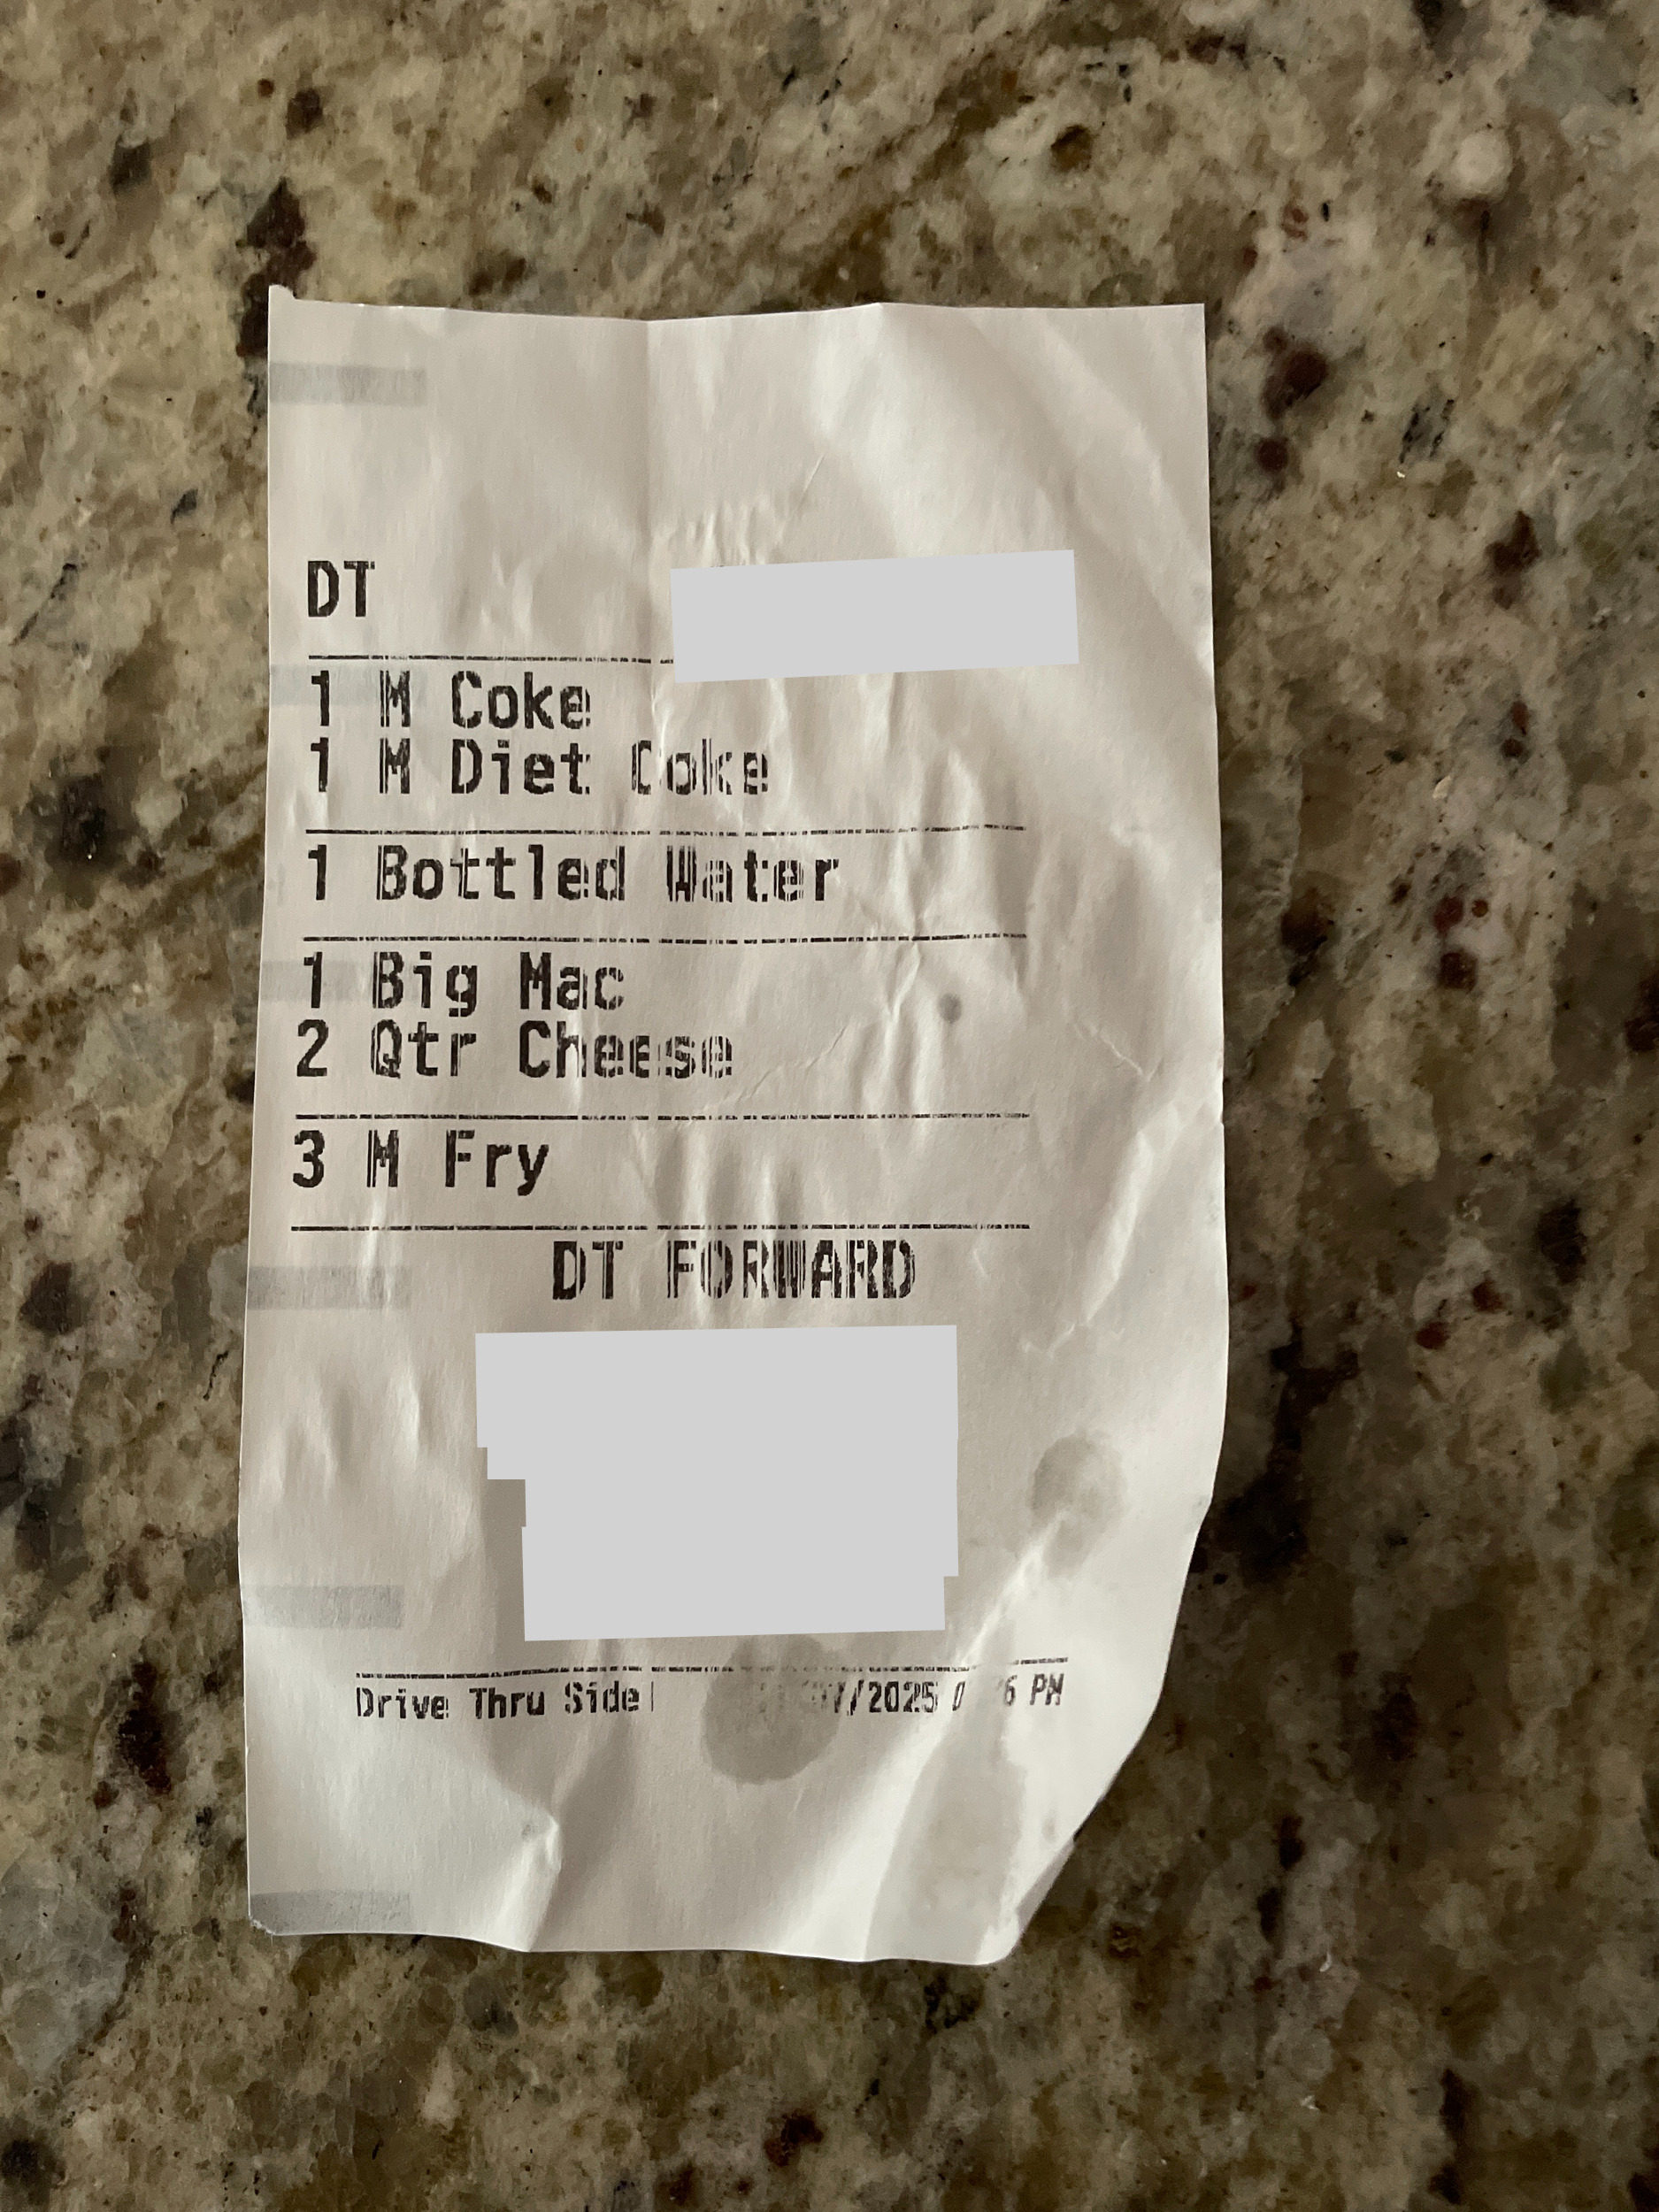 DT
1 M Coke
1 M Diet Coke
1 Bottled Water
1 Big Mac
2 Qtr Cheese
3 M Fry
DT FORWARD
Drive Thru Side PM